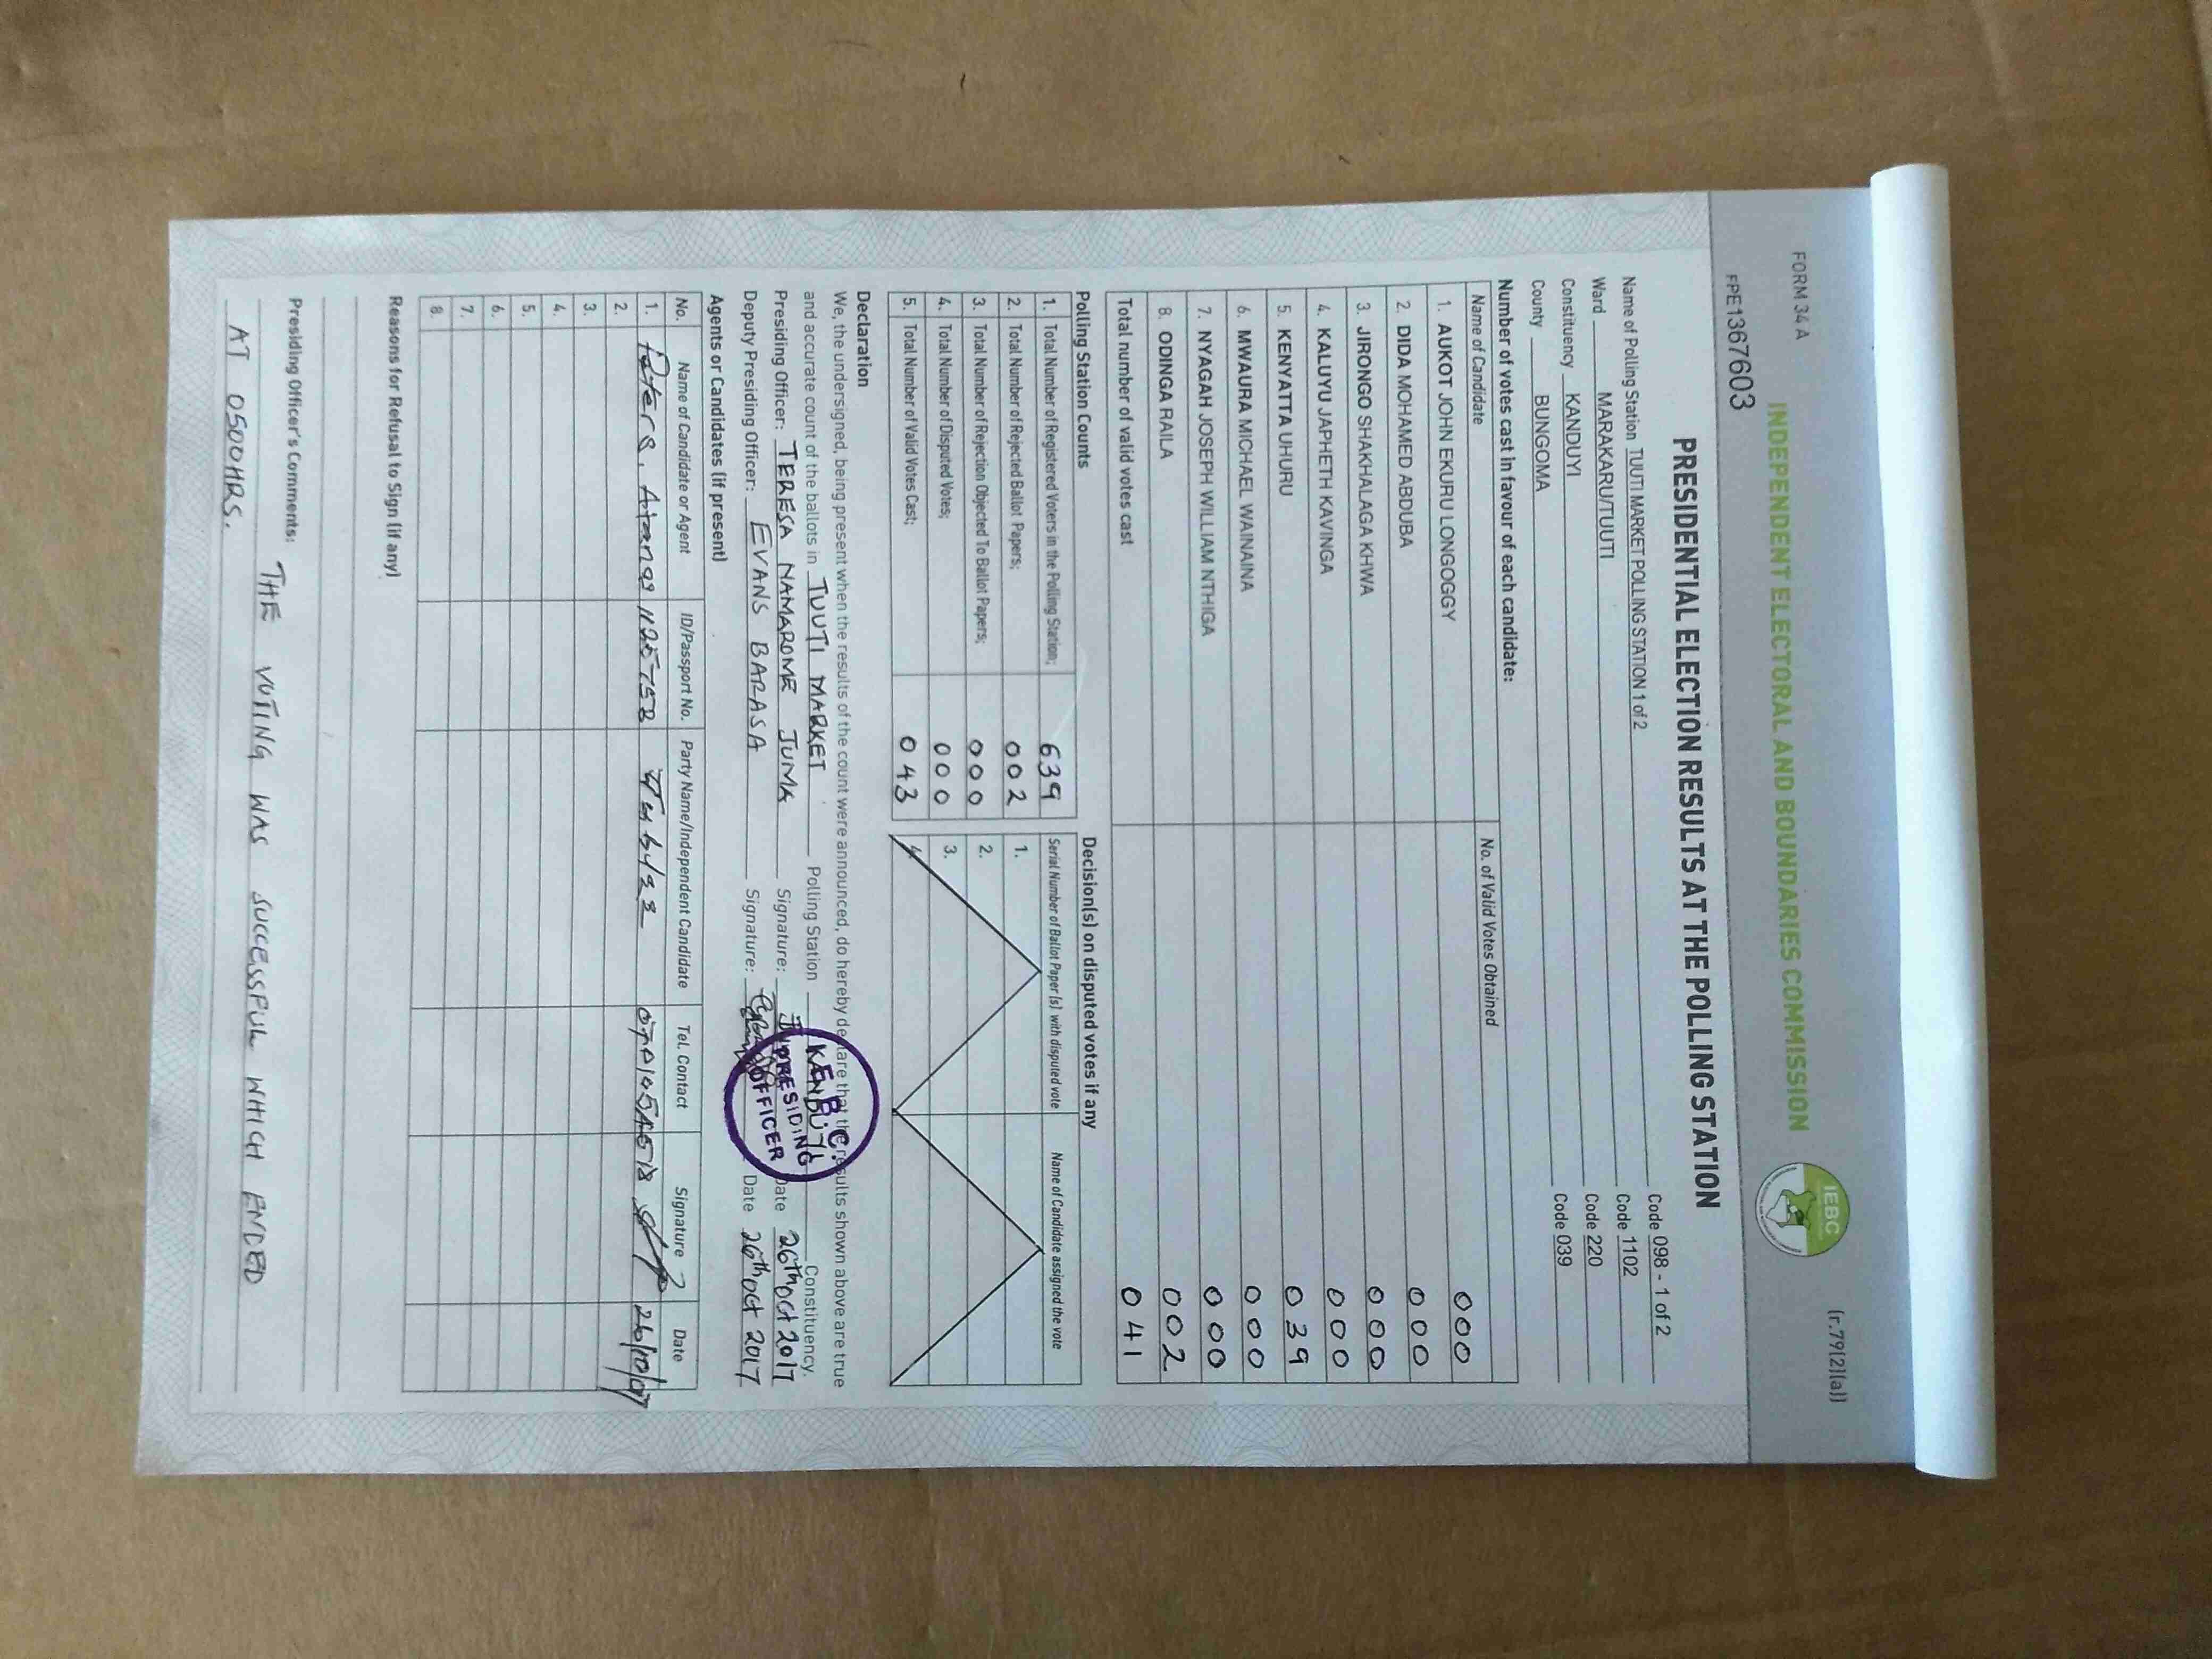 FORM 34 A
(r.79(2)(a))
INDEPENDENT ELECTORAL AND BOUNDARIES COMMISSION
IEBC
FPE1367603
PRESIDENTIAL ELECTION RESULTS AT THE POLLING STATION
Name of Polling Station TUUTI MARKET POLLING STATION 1 of 2 Code 098 - 1 of 2
Ward MARAKARU/TUUTI Code 1102
Constituency KANDUYI Code 220
County BUNGOMA Code 039
Number of votes cast in favour of each candidate:
Name of Candidate No. of Valid Votes Obtained
1. AUKOT JOHN EKURU LONGOGGY 000
2. DIDA MOHAMED ABDUBA 000
3. JIRONGO SHAKHALAGA KHWA 000
4. KALUYU JAPHETH KAVINGA 000
5. KENYATTA UHURU 039
6. MWAURA MICHAEL WAINAINA 000
7. NYAGAH JOSEPH WILLIAM NTHIGA 000
8. ODINGA RAILA 002
Total number of valid votes cast 041
Polling Station Counts
1. Total Number of Registered Voters in the Polling Station; 639
2. Total Number of Rejected Ballot Papers; 002
3. Total Number of Rejection Objected To Ballot Papers; 000
4. Total Number of Disputed Votes; 000
5. Total Number of Valid Votes Cast; 043
Decision(s) on disputed votes if any
Serial Number of Ballot Paper (s) with disputed vote Name of Candidate assigned the vote
1.
2.
3.
4.
Declaration
We, the undersigned, being present when the results of the count were announced, do hereby declare that the results shown above are true
and accurate count of the ballots in TUUTI MARKET Polling Station KANDUYI Constituency.
Presiding Officer: TERESA NAMAROME JUMA Signature: Date 26th Oct 2017
Deputy Presiding Officer: EVANS BARASA Signature: Date 26th Oct 2017
PRESIDING
OFFICER
Agents or Candidates (if present)
No. Name of Candidate or Agent ID/Passport No. Party Name/Independent Candidate Tel. Contact Signature Date
1. Peter
2.
3.
4.
5.
6.
7.
8.
Reasons for Refusal to Sign (if any)
Presiding Officer's Comments: THE VOTING WAS SUCCESSFUL WHICH ENDED
AT 0500HRS.